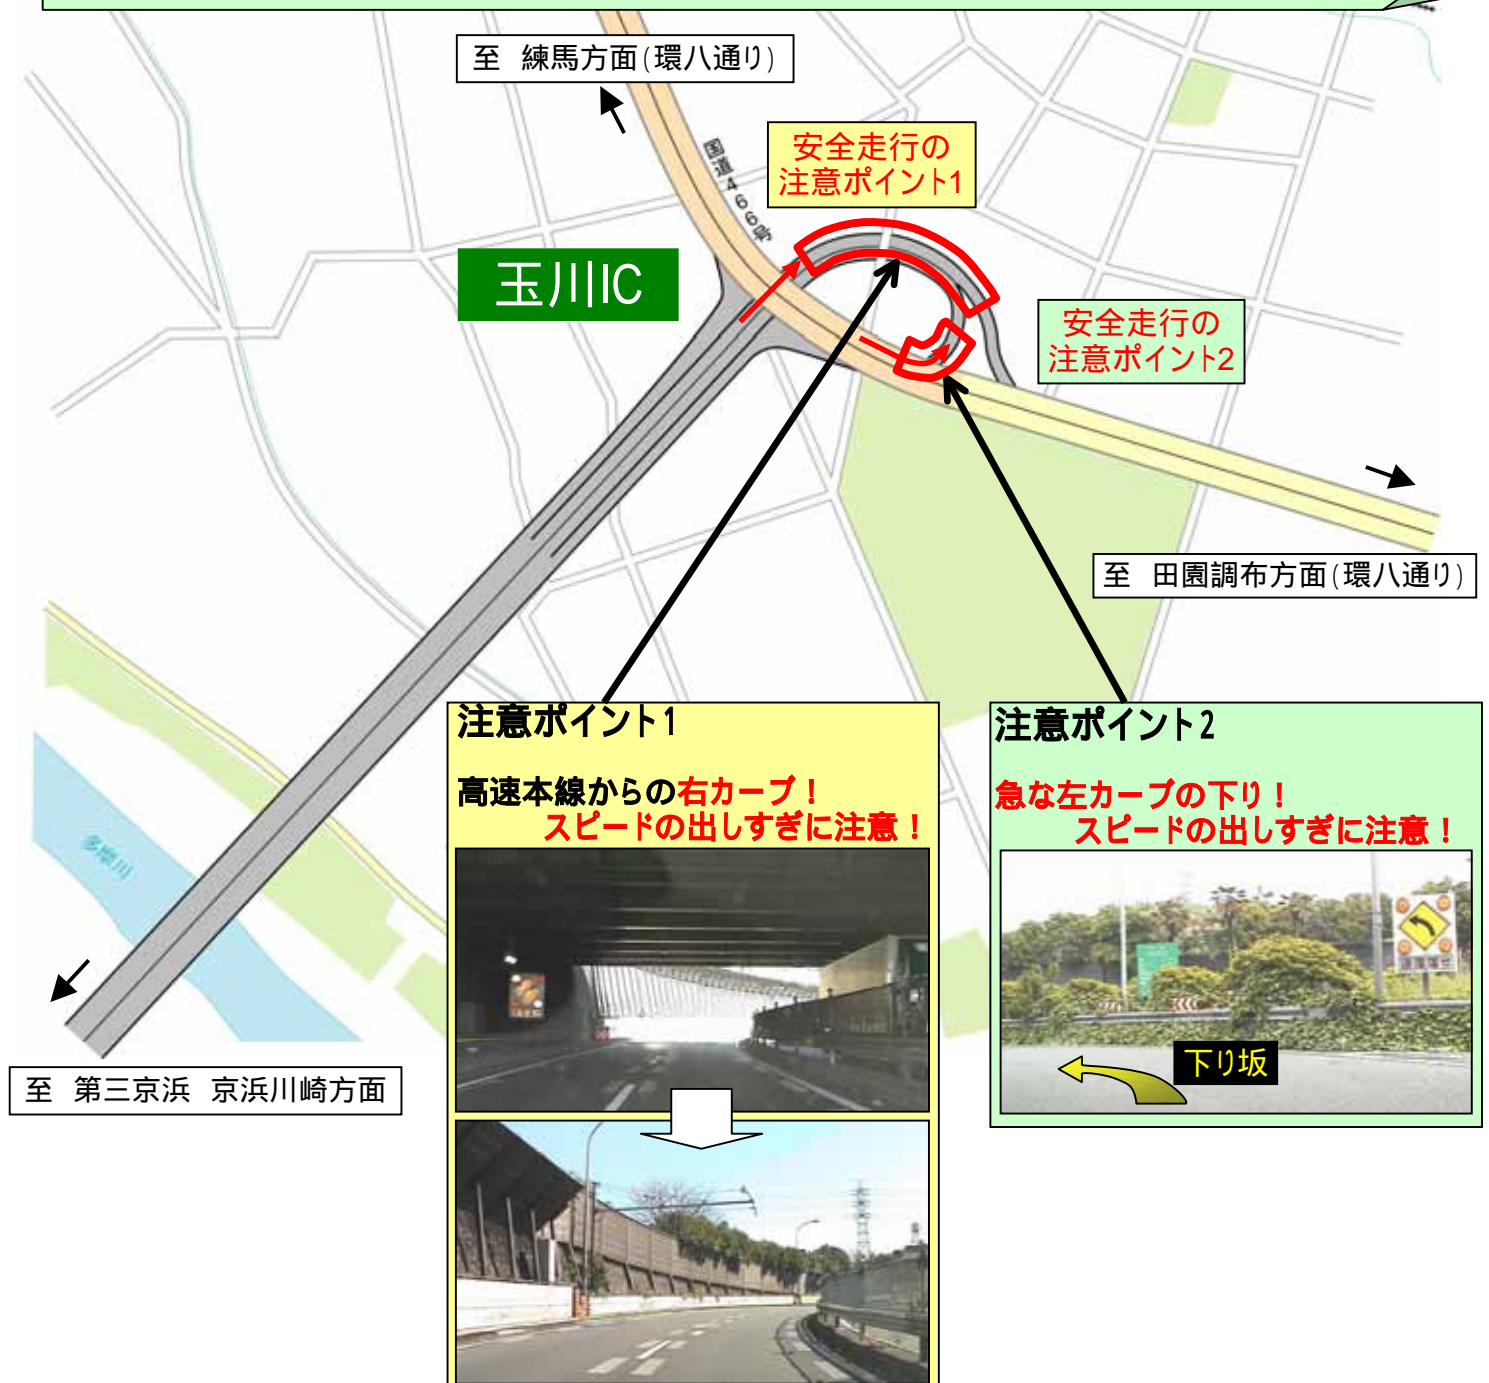 至 練馬方面(環八通り)
国道466号
安全走行の
注意ポイント1
玉川IC
安全走行の
注意ポイント2
至 田園調布方面(環八通り)
多摩川
至 第三京浜 京浜川崎方面
注意ポイント1
高速本線からの右カーブ！
スピードの出しすぎに注意！
注意ポイント2
急な左カーブの下り！
スピードの出しすぎに注意！
下り坂